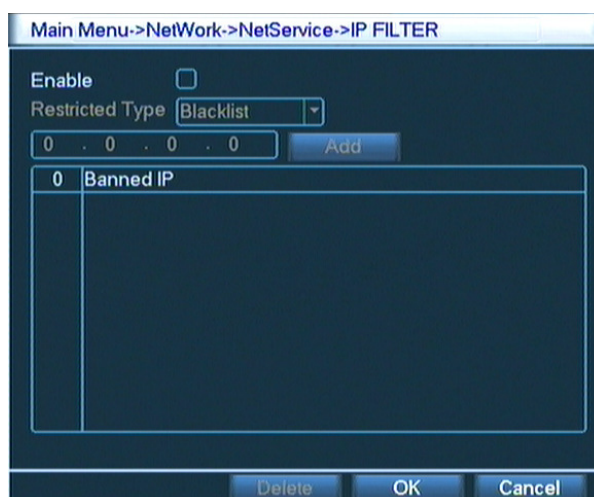 Main Menu->NetWork->NetService->IP FILTER
Enable
Restricted Type Blacklist
0 . 0 . 0 . 0 Add
0 Banned IP
Delete OK Cancel